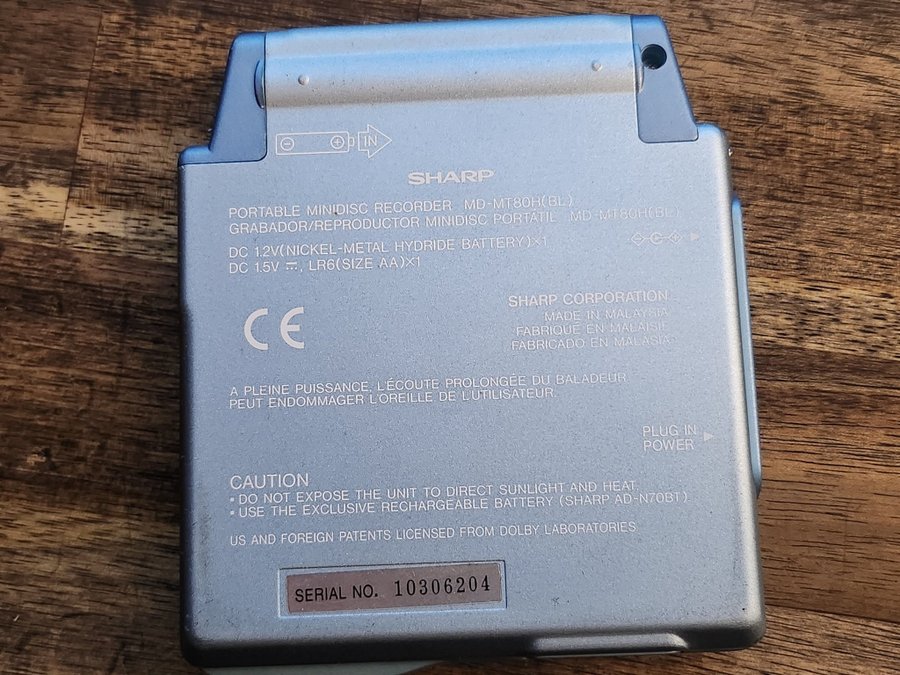 IN
SHARP
PORTABLE MINIDISC RECORDER MD-MT80H(BL)
GRABADOR/REPRODUCTOR MINIDISC PORTÁTIL MD-MT80H(BL)
DC 1.2V(NICKEL-METAL HYDRIDE BATTERY)×1
DC 1.5V ⎓, LR6(SIZE AA)×1
SHARP CORPORATION
MADE IN MALAYSIA
FABRIQUÉ EN MALAISIE
FABRICADO EN MALASIA
CE
A PLEINE PUISSANCE, L'ÉCOUTE PROLONGÉE DU BALADEUR
PEUT ENDOMMAGER L'OREILLE DE L'UTILISATEUR.
PLUG IN
POWER
CAUTION
• DO NOT EXPOSE THE UNIT TO DIRECT SUNLIGHT AND HEAT.
• USE THE EXCLUSIVE RECHARGEABLE BATTERY (SHARP AD-N70BT)
US AND FOREIGN PATENTS LICENSED FROM DOLBY LABORATORIES
SERIAL NO. 10306204